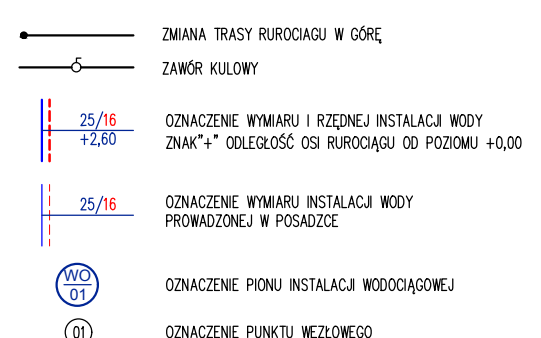 ZMIANA TRASY RUROCIAGU W GÓRĘ
ZAWÓR KULOWY
25/16 OZNACZENIE WYMIARU I RZĘDNEJ INSTALACJI WODY
+2,60 ZNAK"+" ODLEGŁOŚĆ OSI RUROCIĄGU OD POZIOMU +0,00
25/16 OZNACZENIE WYMIARU INSTALACJI WODY
PROWADZONEJ W POSADZCE
WO
01
OZNACZENIE PIONU INSTALACJI WODOCIĄGOWEJ
01 OZNACZENIE PUNKTU WEZŁOWEGO